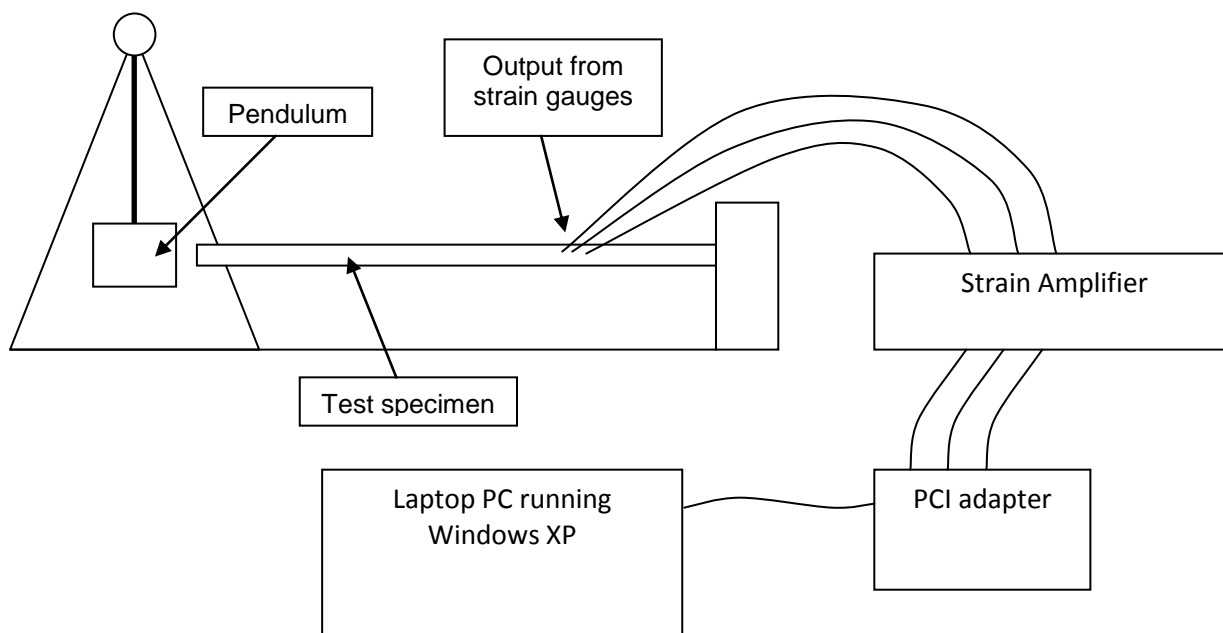 Output from
strain gauges
Pendulum
Strain Amplifier
Test specimen
Laptop PC running
Windows XP
PCI adapter